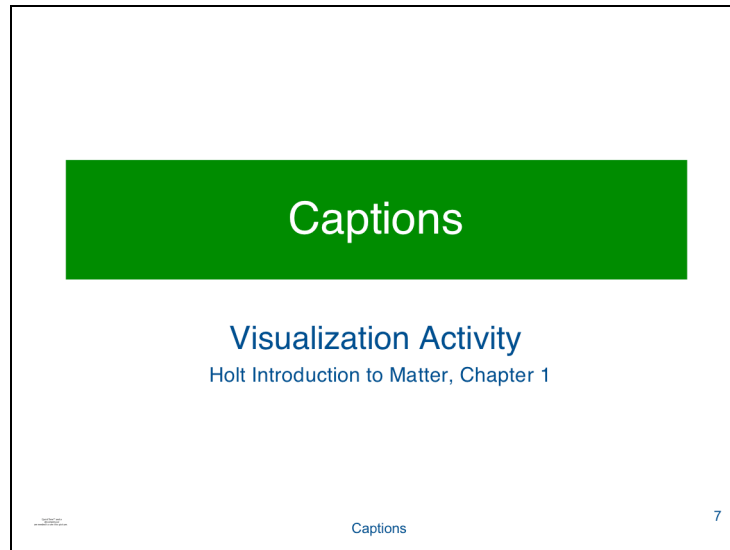 Captions
Visualization Activity
Holt Introduction to Matter, Chapter 1
Captions
7